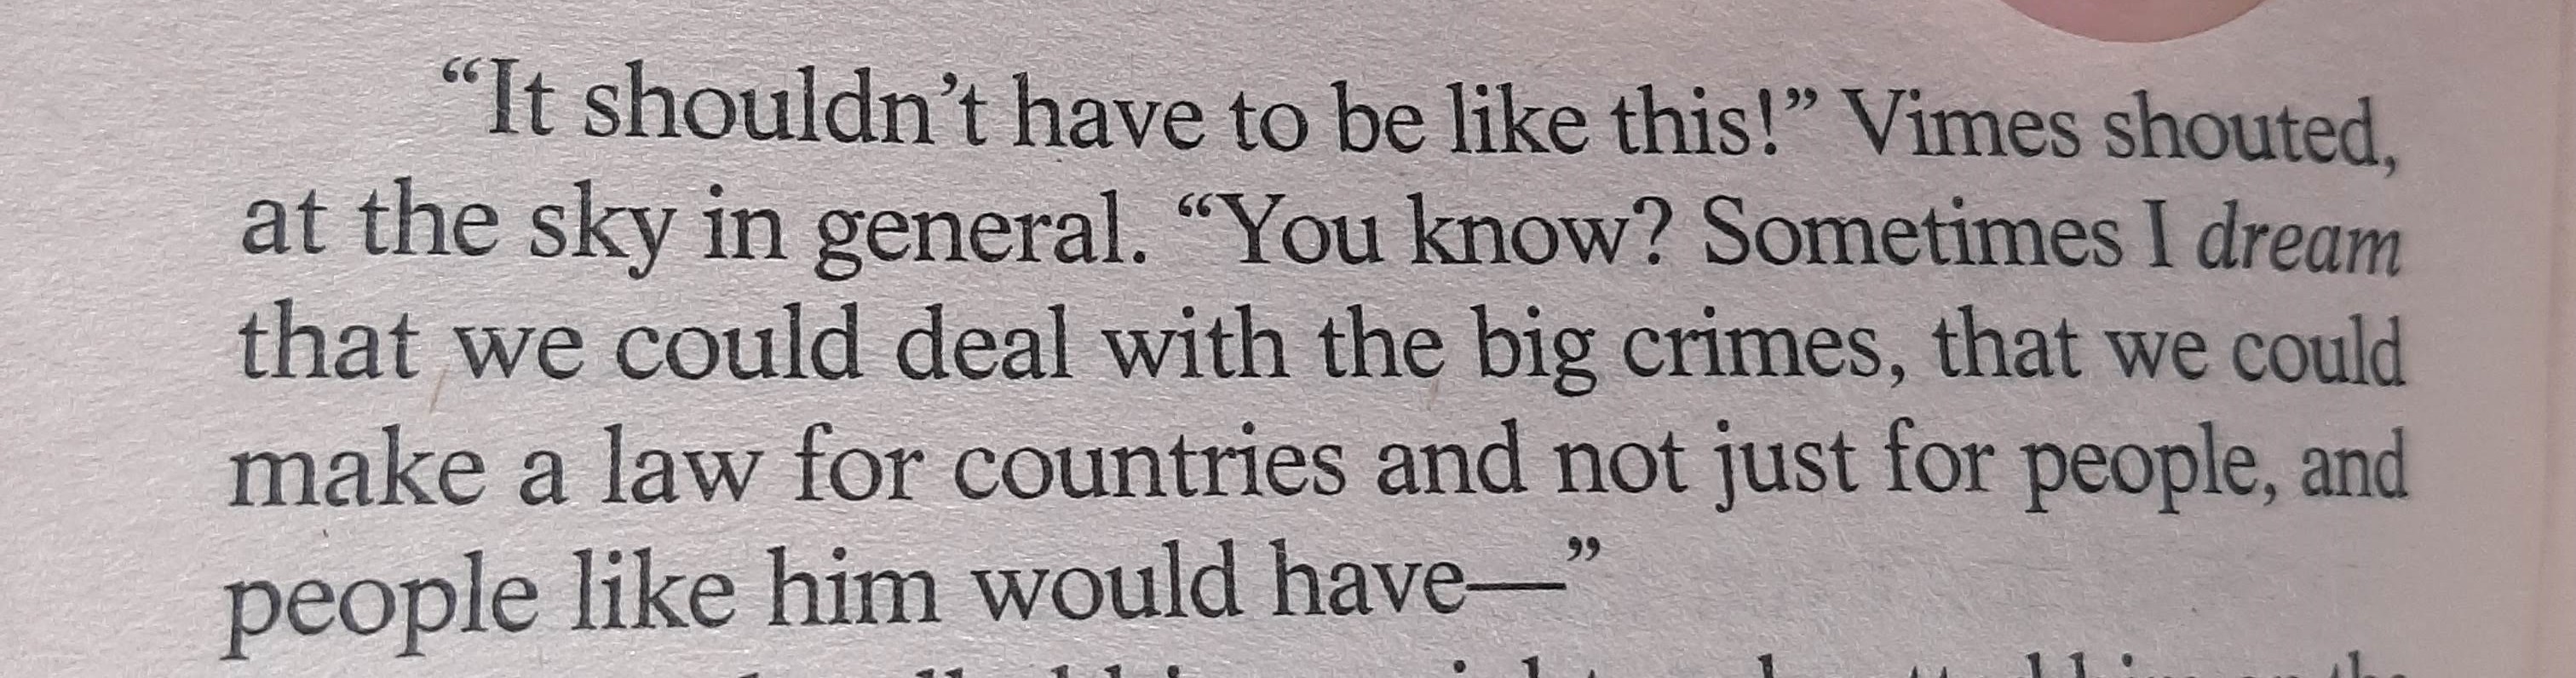 “It shouldn’t have to be like this!” Vimes shouted,
at the sky in general. “You know? Sometimes I dream
that we could deal with the big crimes, that we could
make a law for countries and not just for people, and
people like him would have—”